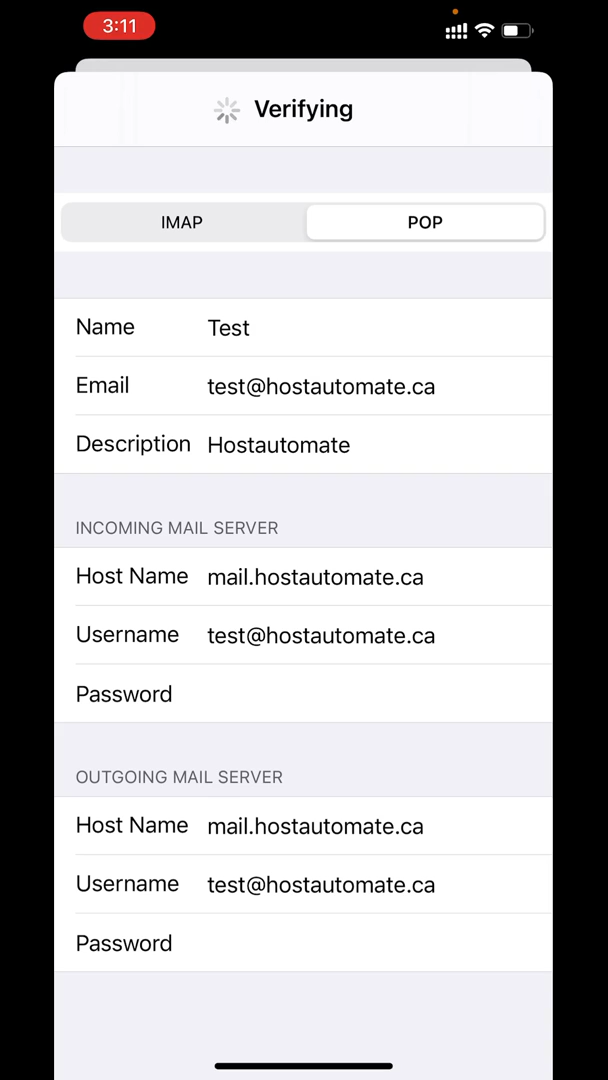 3:11
Verifying
IMAP POP
Name Test
Email test@hostautomate.ca
Description Hostautomate
INCOMING MAIL SERVER
Host Name mail.hostautomate.ca
Username test@hostautomate.ca
Password
OUTGOING MAIL SERVER
Host Name mail.hostautomate.ca
Username test@hostautomate.ca
Password